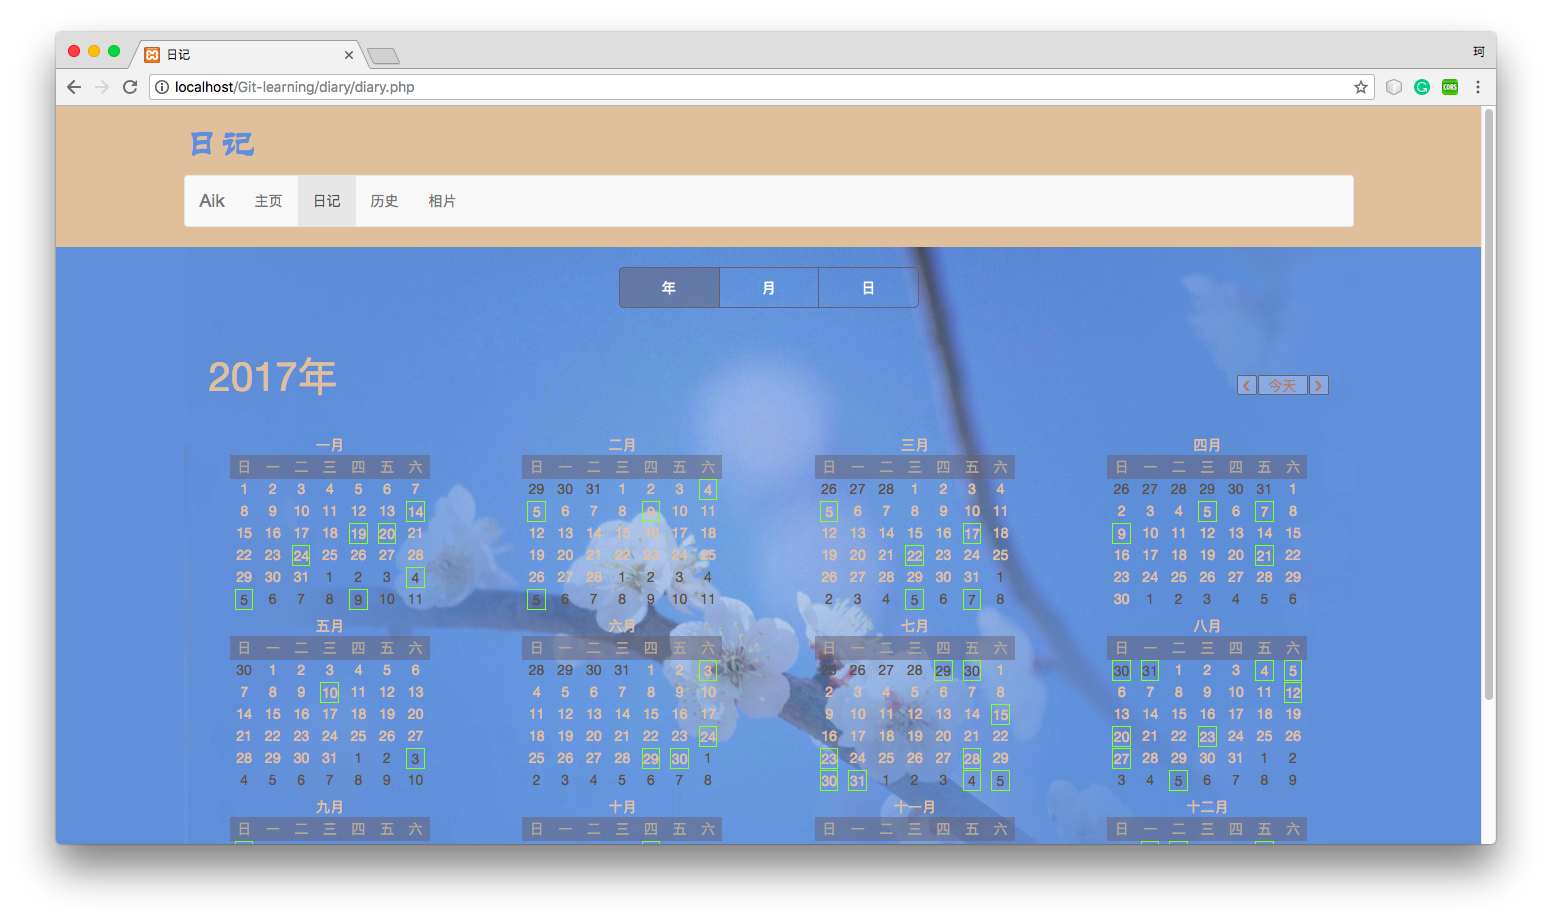 日记
珂
localhost/Git-learning/diary/diary.php
CORS
日记
Aik 主页 日记 历史 相片
年 月 日
2017年
今天
一月 二月 三月 四月
日 一 二 三 四 五 六 日 一 二 三 四 五 六 日 一 二 三 四 五 六 日 一 二 三 四 五 六
1 2 3 4 5 6 7 29 30 31 1 2 3 4 26 27 28 1 2 3 4 26 27 28 29 30 31 1
8 9 10 11 12 13 14 5 6 7 8 9 10 11 5 6 7 8 9 10 11 2 3 4 5 6 7 8
15 16 17 18 19 20 21 12 13 14 15 16 17 18 12 13 14 15 16 17 18 9 10 11 12 13 14 15
22 23 24 25 26 27 28 19 20 21 22 23 24 25 19 20 21 22 23 24 25 16 17 18 19 20 21 22
29 30 31 1 2 3 4 26 27 28 1 2 3 4 26 27 28 29 30 31 1 23 24 25 26 27 28 29
5 6 7 8 9 10 11 5 6 7 8 9 10 11 2 3 4 5 6 7 8 30 1 2 3 4 5 6
五月 六月 七月 八月
日 一 二 三 四 五 六 日 一 二 三 四 五 六 日 一 二 三 四 五 六 日 一 二 三 四 五 六
30 1 2 3 4 5 6 28 29 30 31 1 2 3 25 26 27 28 29 30 1 30 31 1 2 3 4 5
7 8 9 10 11 12 13 4 5 6 7 8 9 10 2 3 4 5 6 7 8 6 7 8 9 10 11 12
14 15 16 17 18 19 20 11 12 13 14 15 16 17 9 10 11 12 13 14 15 13 14 15 16 17 18 19
21 22 23 24 25 26 27 18 19 20 21 22 23 24 16 17 18 19 20 21 22 20 21 22 23 24 25 26
28 29 30 31 1 2 3 25 26 27 28 29 30 1 23 24 25 26 27 28 29 27 28 29 30 31 1 2
4 5 6 7 8 9 10 2 3 4 5 6 7 8 30 31 1 2 3 4 5 3 4 5 6 7 8 9
九月 十月 十一月 十二月
日 一 二 三 四 五 六 日 一 二 三 四 五 六 日 一 二 三 四 五 六 日 一 二 三 四 五 六